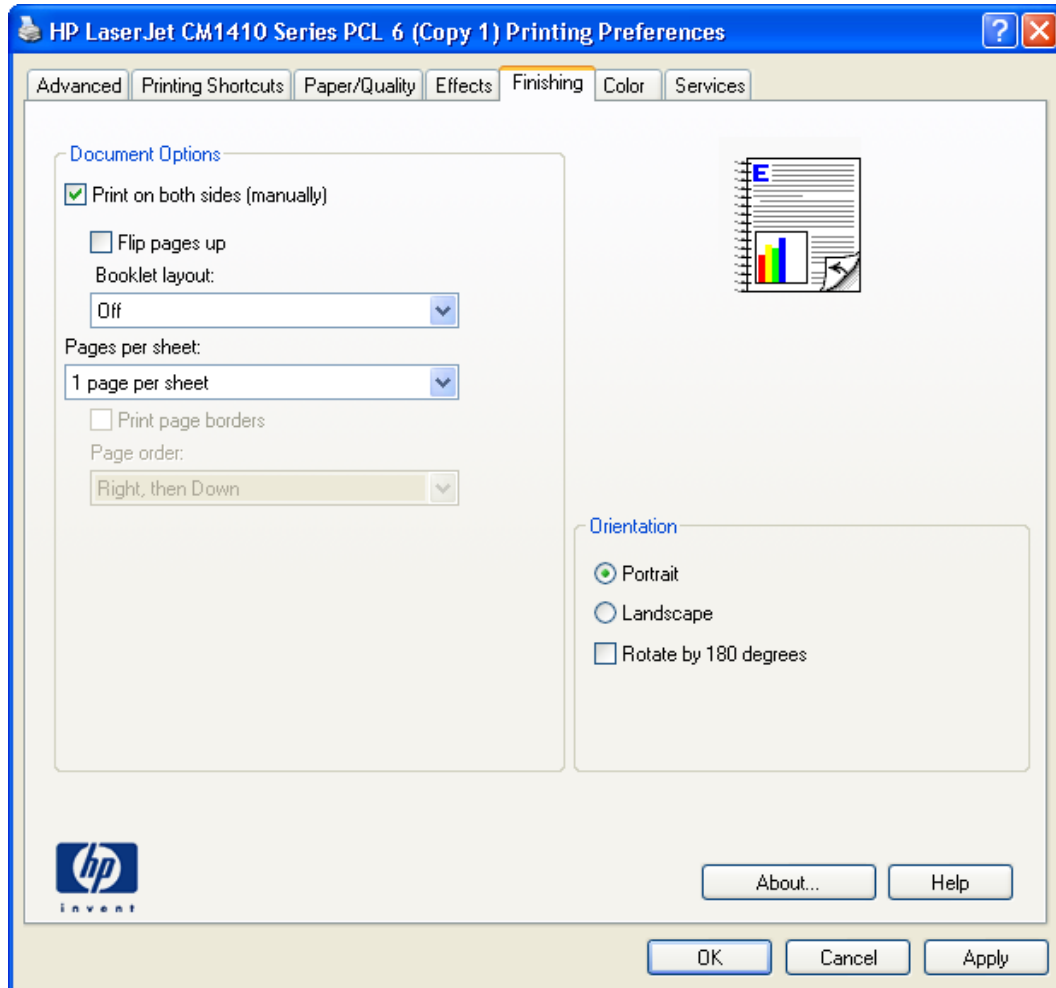 HP LaserJet CM1410 Series PCL 6 (Copy 1) Printing Preferences
Advanced Printing Shortcuts Paper/Quality Effects Finishing Color Services
Document Options
Print on both sides (manually)
Flip pages up
Booklet layout:
Off
Pages per sheet:
1 page per sheet
Print page borders
Page order:
Right, then Down
E
Orientation
Portrait
Landscape
Rotate by 180 degrees
hp
invent
About... Help
OK Cancel Apply